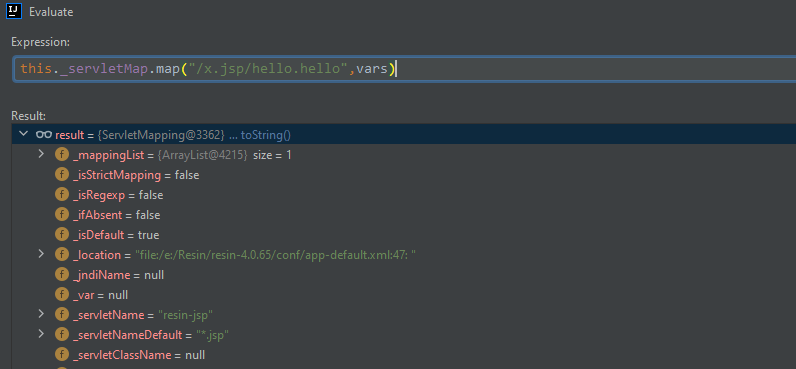 IJ
Evaluate
Expression:
this._servletMap.map("/x.jsp/hello.hello",vars)
Result:
result = {ServletMapping@3362} ... toString()
f _mappingList = {ArrayList@4215} size = 1
f _isStrictMapping = false
f _isRegexp = false
f _ifAbsent = false
f _isDefault = true
f _location = "file:/e:/Resin/resin-4.0.65/conf/app-default.xml:47: "
f _jndiName = null
f _var = null
f _servletName = "resin-jsp"
f _servletNameDefault = "*.jsp"
f _servletClassName = null